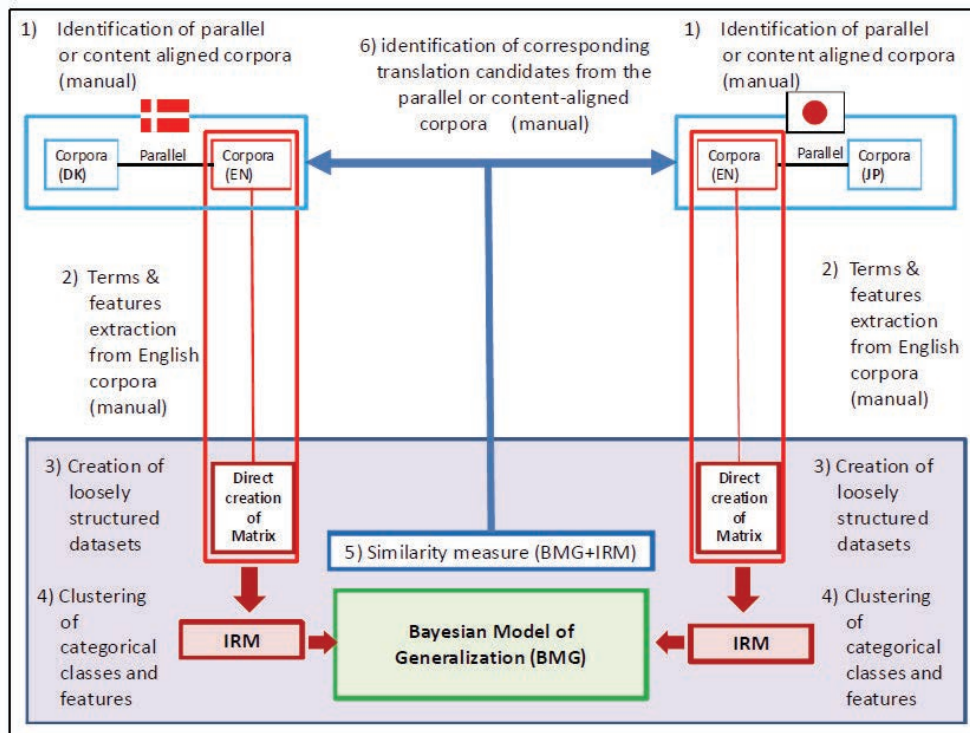 1) Identification of parallel
or content aligned corpora
(manual)
6) identification of corresponding
translation candidates from the
parallel or content-aligned
corpora (manual)
1) Identification of parallel
or content aligned corpora
(manual)
Corpora
(DK)
Parallel
Corpora
(EN)
Corpora
(EN)
Parallel
Corpora
(JP)
2) Terms &
features
extraction
from English
corpora
(manual)
2) Terms &
features
extraction
from English
corpora
(manual)
3) Creation of
loosely
structured
datasets
Direct
creation
of
Matrix
5) Similarity measure (BMG+IRM)
Direct
creation
of
Matrix
3) Creation of
loosely
structured
datasets
4) Clustering
of
categorical
classes and
features
IRM
Bayesian Model of
Generalization (BMG)
IRM
4) Clustering
of
categorical
classes and
features